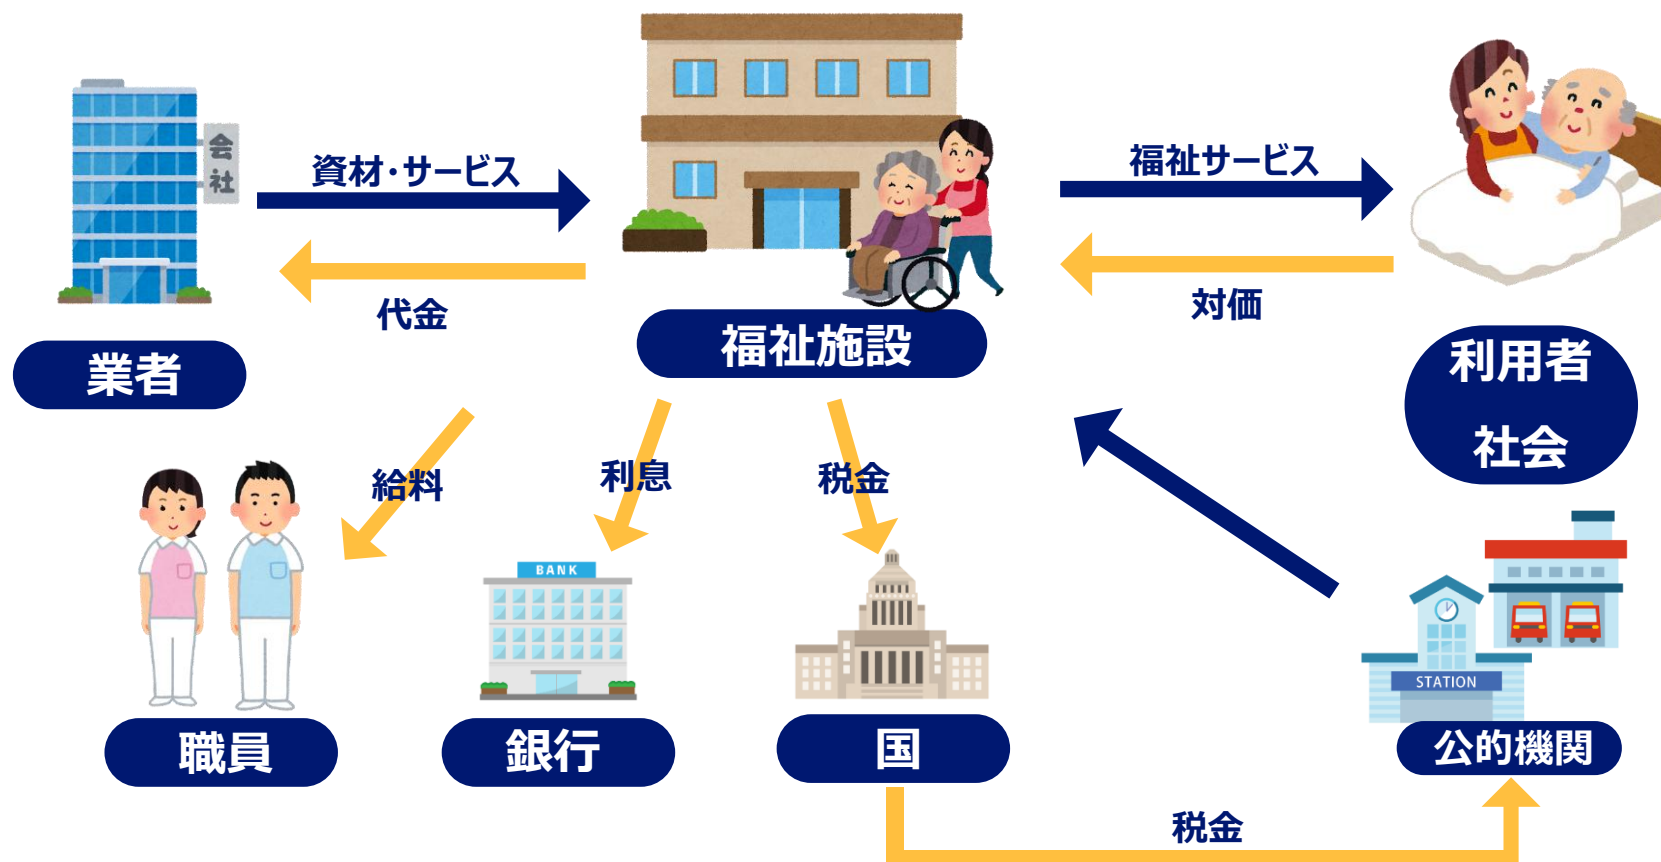 会社
資材・サービス
福祉サービス
代金
対価
業者
福祉施設
利用者
社会
給料
利息
税金
BANK
STATION
職員
銀行
国
公的機関
税金